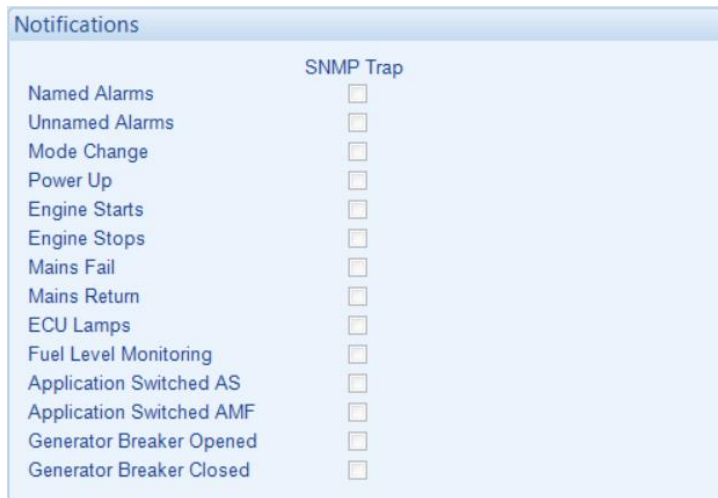 Notifications
SNMP Trap
Named Alarms
Unnamed Alarms
Mode Change
Power Up
Engine Starts
Engine Stops
Mains Fail
Mains Return
ECU Lamps
Fuel Level Monitoring
Application Switched AS
Application Switched AMF
Generator Breaker Opened
Generator Breaker Closed